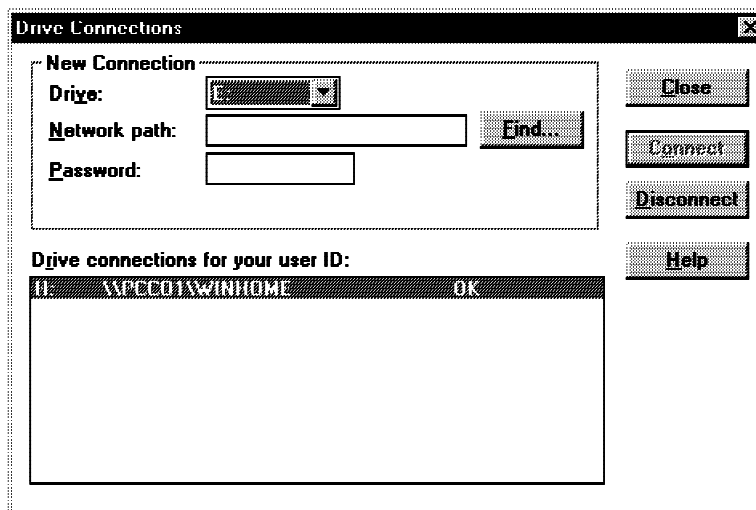 Drive Connections
New Connection
Drive: E:
Network path: Find...
Password:
Close
Connect
Disconnect
Help
Drive connections for your user ID:
H: \\PCC01\WINHOME OK